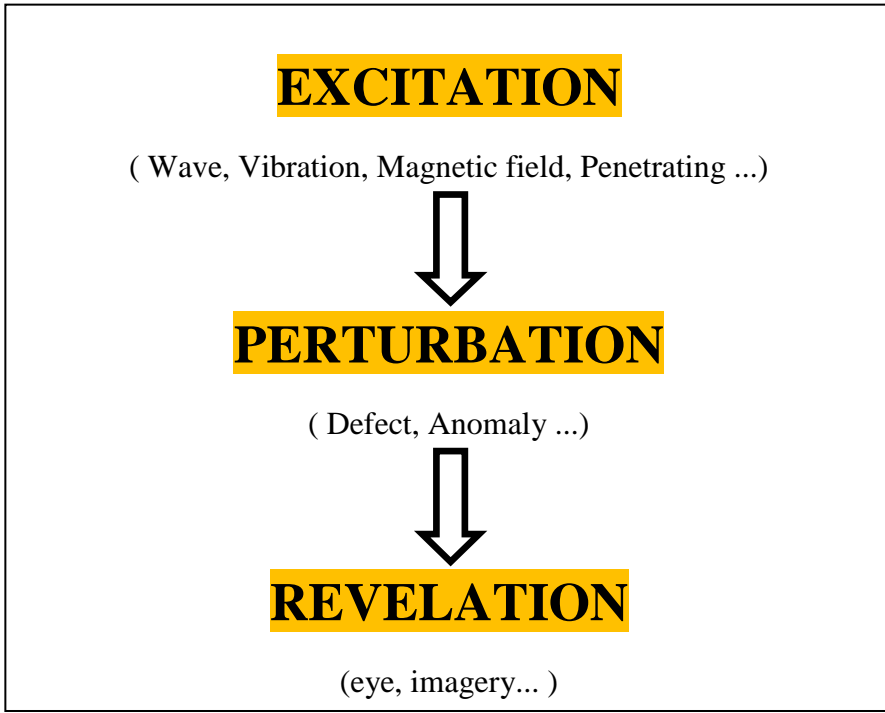 EXCITATION
( Wave, Vibration, Magnetic field, Penetrating ...)
PERTURBATION
( Defect, Anomaly ...)
REVELATION
(eye, imagery... )